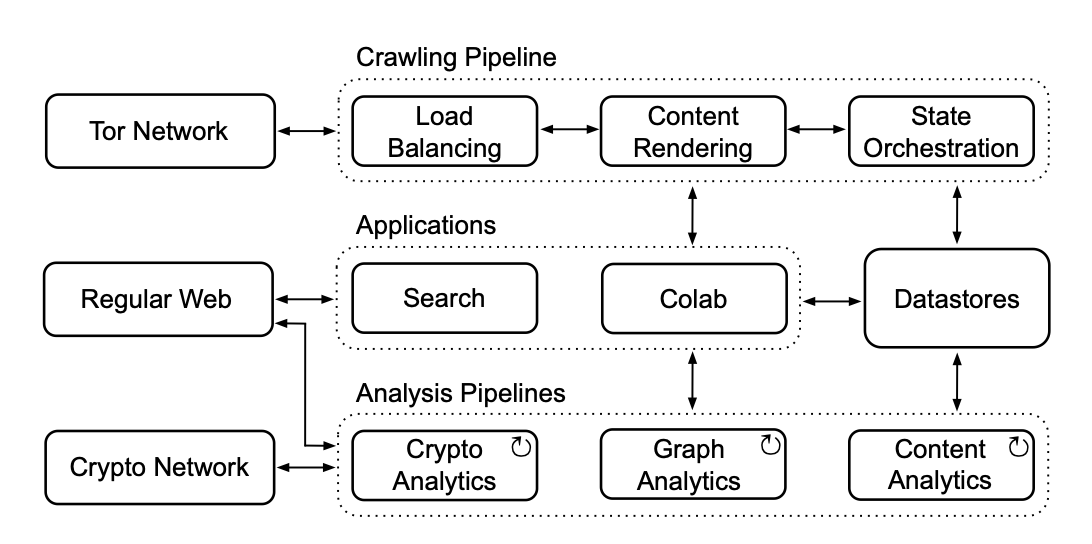 Crawling Pipeline
Tor Network
Load
Balancing
Content
Rendering
State
Orchestration
Applications
Regular Web
Search
Colab
Datastores
Analysis Pipelines
Crypto Network
Crypto
Analytics
Graph
Analytics
Content
Analytics